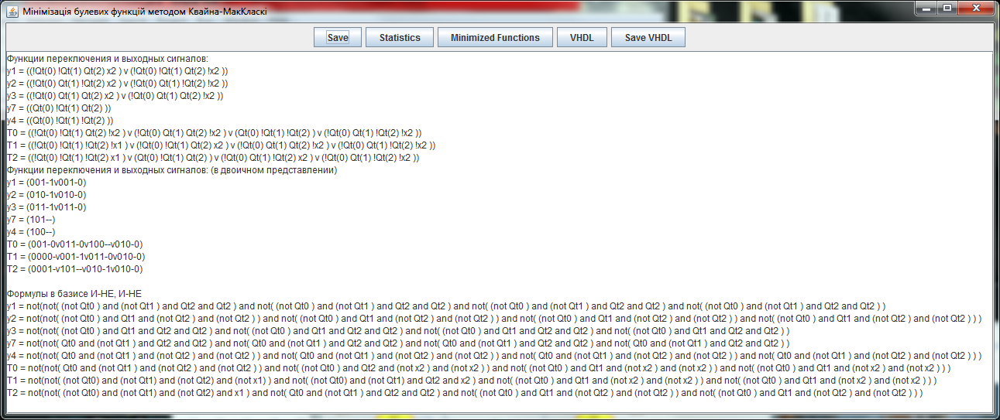 Мінімізація булевих функцій методом Квайна-МакКласкі
Save Statistics Minimized Functions VHDL Save VHDL
Функции переключения и выходных сигналов:
y1 = ((!Qt(0) !Qt(1) Qt(2) x2 ) v (!Qt(0) !Qt(1) Qt(2) !x2 ))
y2 = ((!Qt(0) Qt(1) !Qt(2) x2 ) v (!Qt(0) Qt(1) !Qt(2) !x2 ))
y3 = ((!Qt(0) Qt(1) Qt(2) x2 ) v (!Qt(0) Qt(1) Qt(2) !x2 ))
y7 = ((Qt(0) !Qt(1) Qt(2) ))
y4 = ((Qt(0) !Qt(1) !Qt(2) ))
T0 = ((!Qt(0) !Qt(1) Qt(2) !x2 ) v (!Qt(0) Qt(1) Qt(2) !x2 ) v (Qt(0) !Qt(1) !Qt(2) ) v (!Qt(0) Qt(1) !Qt(2) !x2 ))
T1 = ((!Qt(0) !Qt(1) !Qt(2) !x1 ) v (!Qt(0) !Qt(1) Qt(2) x2 ) v (!Qt(0) Qt(1) Qt(2) !x2 ) v (!Qt(0) Qt(1) !Qt(2) !x2 ))
T2 = ((!Qt(0) !Qt(1) !Qt(2) x1 ) v (Qt(0) !Qt(1) Qt(2) ) v (!Qt(0) Qt(1) !Qt(2) x2 ) v (!Qt(0) Qt(1) !Qt(2) !x2 ))
Функции переключения и выходных сигналов: (в двоичном представлении)
y1 = (001-1v001-0)
y2 = (010-1v010-0)
y3 = (011-1v011-0)
y7 = (101--)
y4 = (100--)
T0 = (001-0v011-0v100--v010-0)
T1 = (0000-v001-1v011-0v010-0)
T2 = (0001-v101--v010-1v010-0)
Формулы в базисе И-НЕ, И-НЕ
y1 = not(not( (not Qt0 ) and (not Qt1 ) and Qt2 and Qt2 ) and not( (not Qt0 ) and (not Qt1 ) and Qt2 and Qt2 ) and not( (not Qt0 ) and (not Qt1 ) and Qt2 and Qt2 ) and not( (not Qt0 ) and (not Qt1 ) and Qt2 and Qt2 ) )
y2 = not(not( (not Qt0 ) and Qt1 and (not Qt2 ) and (not Qt2 ) ) and not( (not Qt0 ) and Qt1 and (not Qt2 ) and (not Qt2 ) ) and not( (not Qt0 ) and Qt1 and (not Qt2 ) and (not Qt2 ) ) and not( (not Qt0 ) and Qt1 and (not Qt2 ) and (not Qt2 ) ) )
y3 = not(not( (not Qt0 ) and Qt1 and Qt2 and Qt2 ) and not( (not Qt0 ) and Qt1 and Qt2 and Qt2 ) and not( (not Qt0 ) and Qt1 and Qt2 and Qt2 ) and not( (not Qt0 ) and Qt1 and Qt2 and Qt2 ) )
y7 = not(not( Qt0 and (not Qt1 ) and Qt2 and Qt2 ) and not( Qt0 and (not Qt1 ) and Qt2 and Qt2 ) and not( Qt0 and (not Qt1 ) and Qt2 and Qt2 ) and not( Qt0 and (not Qt1 ) and Qt2 and Qt2 ) )
y4 = not(not( Qt0 and (not Qt1 ) and (not Qt2 ) and (not Qt2 ) ) and not( Qt0 and (not Qt1 ) and (not Qt2 ) and (not Qt2 ) ) and not( Qt0 and (not Qt1 ) and (not Qt2 ) and (not Qt2 ) ) and not( Qt0 and (not Qt1 ) and (not Qt2 ) and (not Qt2 ) ) )
T0 = not(not( Qt0 and (not Qt1 ) and (not Qt2 ) and (not Qt2 ) ) and not( (not Qt0 ) and Qt2 and (not x2 ) and (not x2 ) ) and not( (not Qt0 ) and Qt1 and (not x2 ) and (not x2 ) ) and not( (not Qt0 ) and Qt1 and (not x2 ) and (not x2 ) ) )
T1 = not(not( (not Qt0) and (not Qt1) and (not Qt2) and (not x1) ) and not( (not Qt0) and (not Qt1) and Qt2 and x2 ) and not( (not Qt0 ) and Qt1 and (not x2 ) and (not x2 ) ) and not( (not Qt0 ) and Qt1 and (not x2 ) and (not x2 ) ) )
T2 = not(not( (not Qt0) and (not Qt1) and (not Qt2) and x1 ) and not( Qt0 and (not Qt1 ) and Qt2 and Qt2 ) and not( (not Qt0 ) and Qt1 and (not Qt2 ) and (not Qt2 ) ) and not( (not Qt0 ) and Qt1 and (not Qt2 ) and (not Qt2 ) ) )